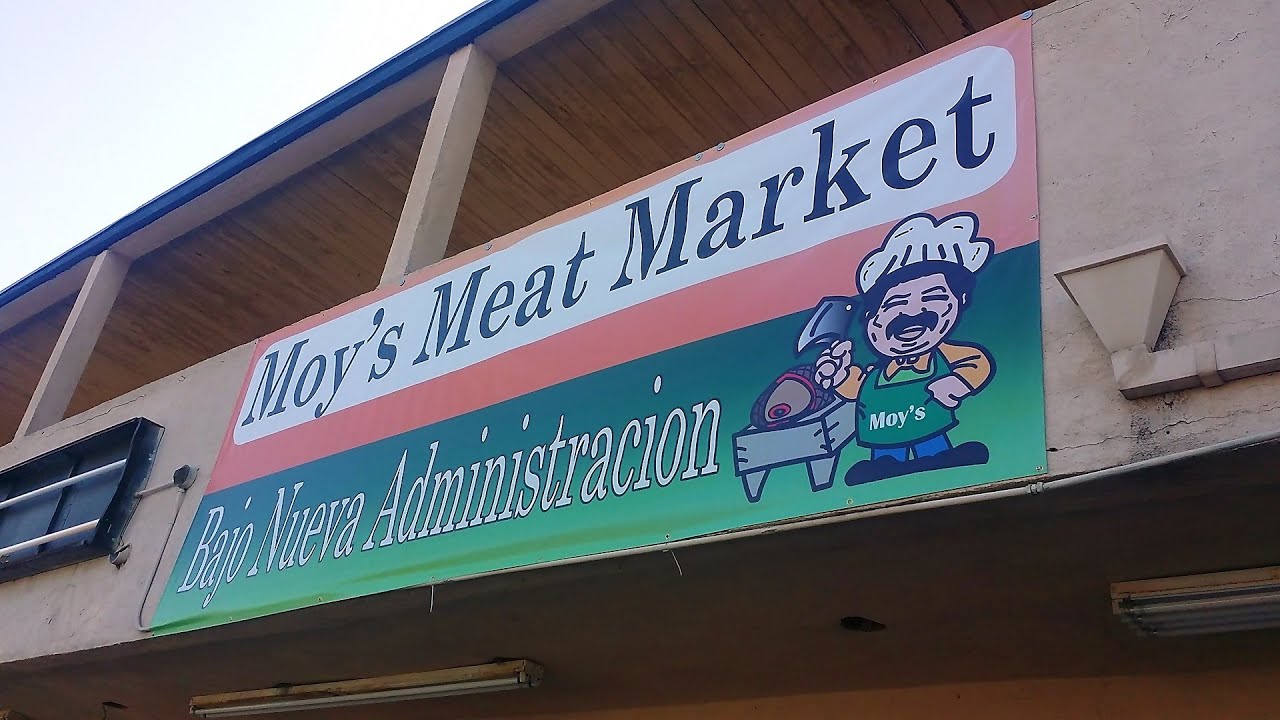 Moy's Meat Market
Bajo Nueva Administracion
Moy's